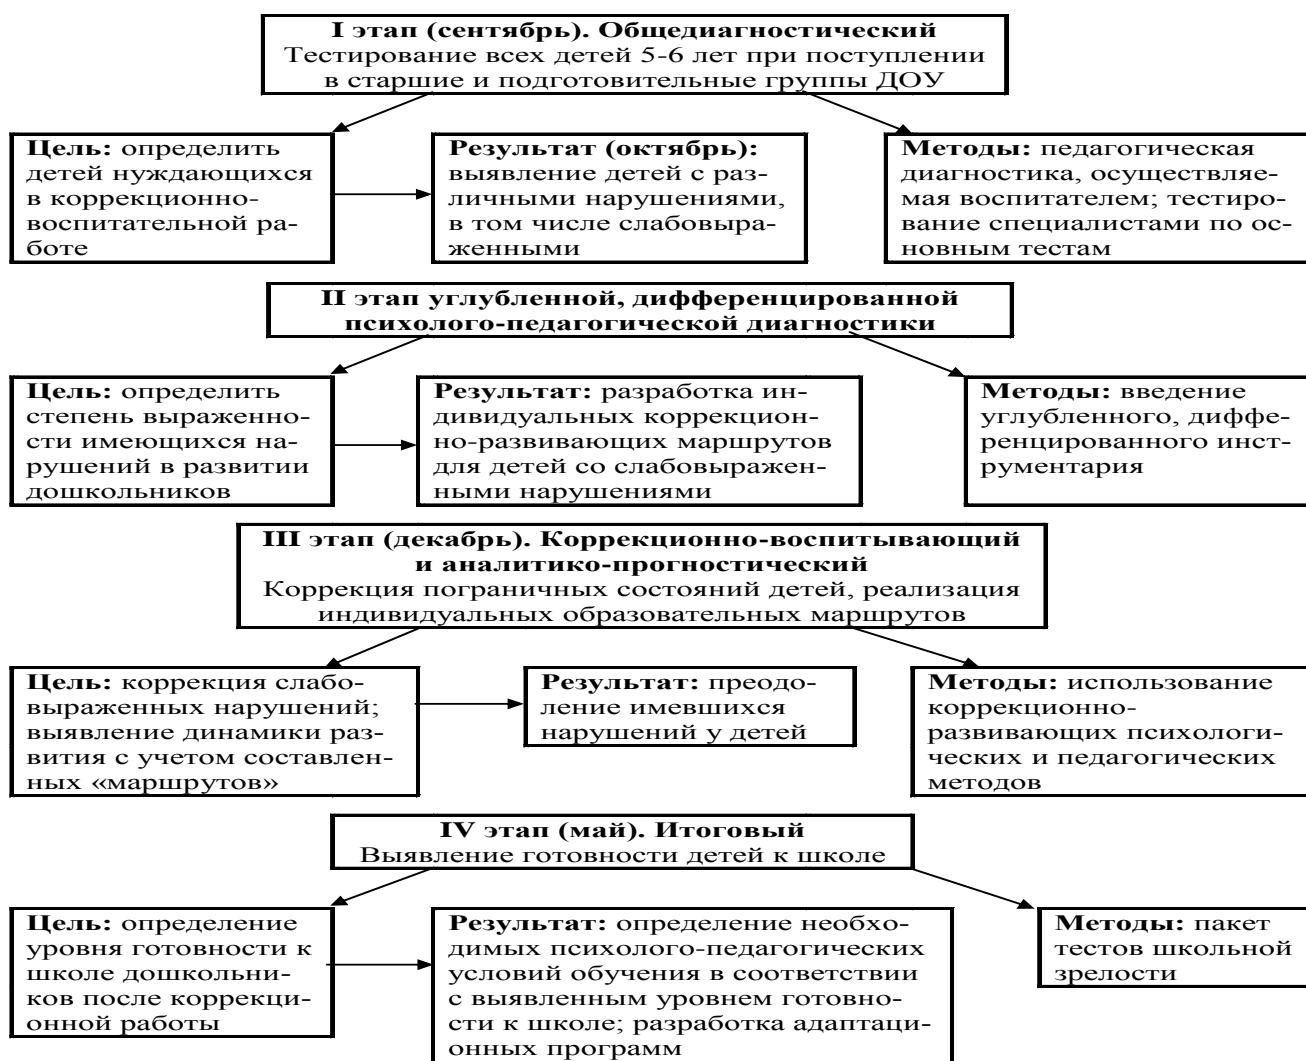 I этап (сентябрь). Общедиагностический
Тестирование всех детей 5-6 лет при поступлении
в старшие и подготовительные группы ДОУ
Цель: определить
детей нуждающихся
в коррекционно-
воспитательной ра-
боте
Результат (октябрь):
выявление детей с раз-
личными нарушениями,
в том числе слабовыра-
женными
Методы: педагогическая
диагностика, осуществляе-
мая воспитателем; тестиро-
вание специалистами по ос-
новным тестам
II этап углубленной, дифференцированной
психолого-педагогической диагностики
Цель: определить
степень выраженно-
сти имеющихся на-
рушений в развитии
дошкольников
Результат: разработка ин-
дивидуальных коррекцион-
но-развивающих маршрутов
для детей со слабовыражен-
ными нарушениями
Методы: введение
углубленного, диффе-
ренцированного инст-
рументария
III этап (декабрь). Коррекционно-воспитывающий
и аналитико-прогностический
Коррекция пограничных состояний детей, реализация
индивидуальных образовательных маршрутов
Цель: коррекция слабо-
выраженных нарушений;
выявление динамики раз-
вития с учетом составлен-
ных «маршрутов»
Результат: преодо-
ление имевшихся
нарушений у детей
Методы: использование
коррекционно-
развивающих психологи-
ческих и педагогических
методов
IV этап (май). Итоговый
Выявление готовности детей к школе
Цель: определение
уровня готовности к
школе дошкольни-
ков после коррекци-
онной работы
Результат: определение необхо-
димых психолого-педагогических
условий обучения в соответствии
с выявленным уровнем готовно-
сти к школе; разработка адаптаци-
онных программ
Методы: пакет
тестов школьной
зрелости